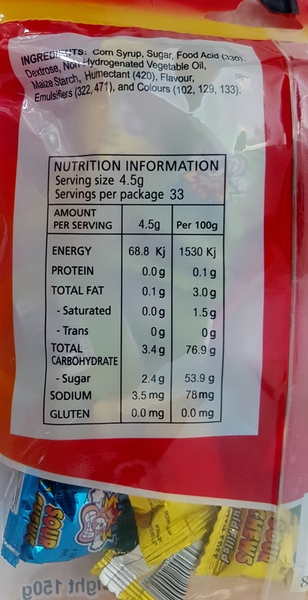 INGREDIENTS: Corn Syrup, Sugar, Food Acid (330),
Dextrose, Non Hydrogenated Vegetable Oil,
Maize Starch, Humectant (420), Flavour,
Emulsifiers (322, 471), and Colours (102, 129, 133).
NUTRITION INFORMATION
Serving size 4.5g
Servings per package 33
AMOUNT
PER SERVING 4.5g Per 100g
ENERGY 68.8 Kj 1530 Kj
PROTEIN 0.0g 0.1g
TOTAL FAT 0.1g 3.0g
- Saturated 0.0g 1.5g
- Trans 0g 0g
TOTAL
CARBOHYDRATE 3.4g 76.9g
- Sugar 2.4g 53.9g
SODIUM 3.5mg 78mg
GLUTEN 0.0mg 0.0mg
SOUR
CHEWS
SOUR
CHEWS
ght 150g